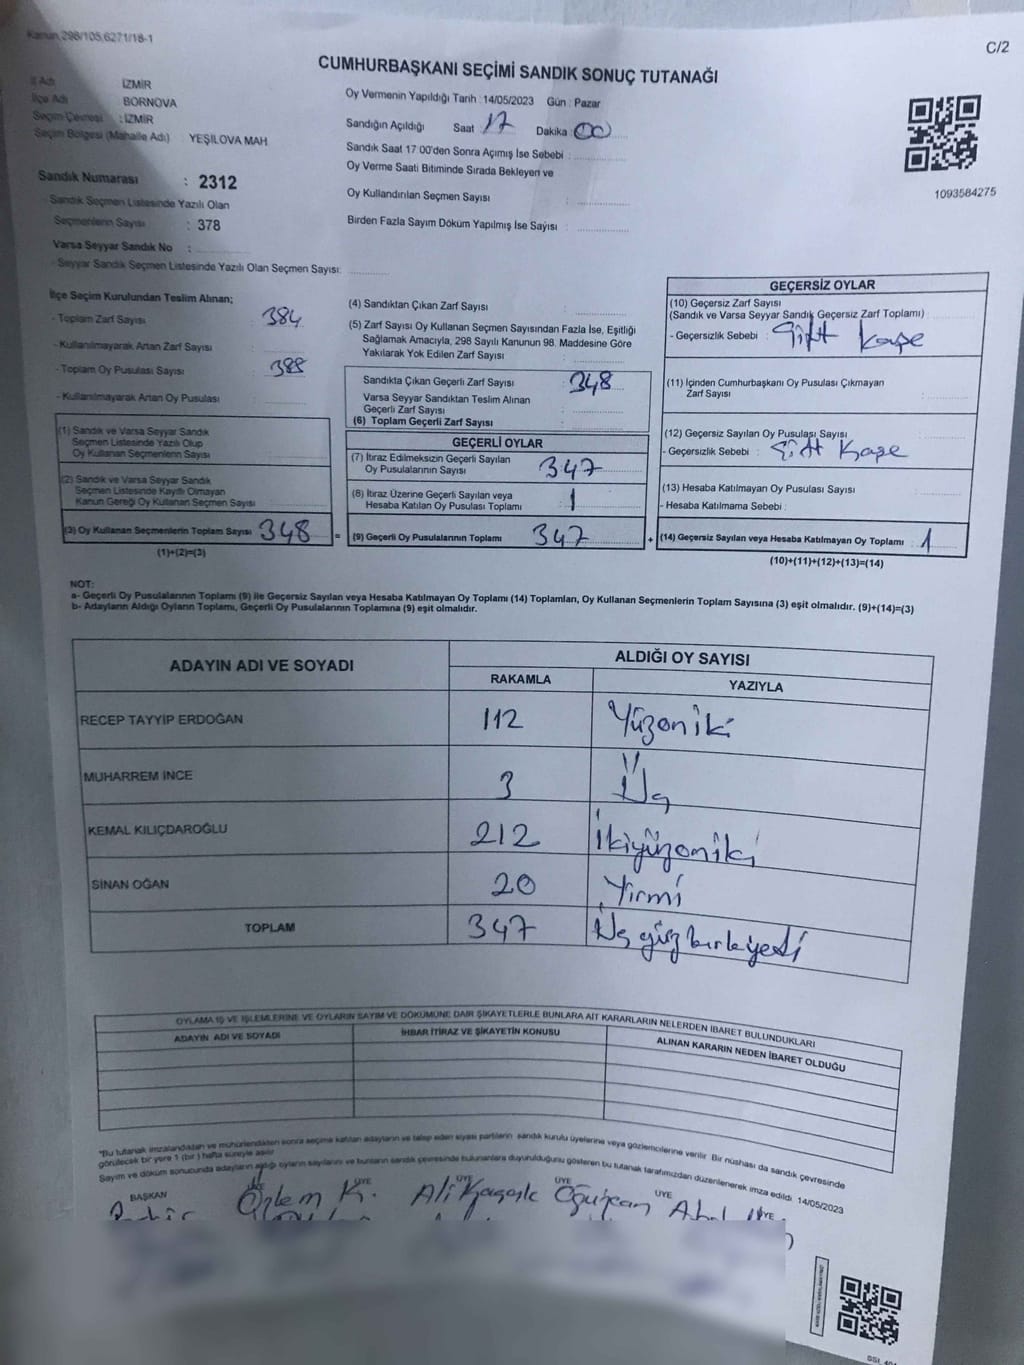 Kanun,298/105,6271/18-1
C/2
CUMHURBAŞKANI SEÇİMİ SANDIK SONUÇ TUTANAĞI
İl Adı İZMİR
İlçe Adı BORNOVA
Seçim Çevresi : İZMİR
Seçim Bölgesi (Mahalle Adı) YEŞİLOVA MAH
Sandık Numarası : 2312
- Sandık Seçmen Listesinde Yazılı Olan
Seçmenlerin Sayısı : 378
Varsa Seyyar Sandık No :
- Seyyar Sandık Seçmen Listesinde Yazılı Olan Seçmen Sayısı:
Oy Vermenin Yapıldığı Tarih : 14/05/2023 Gün : Pazar
Sandığın Açıldığı Saat : 17 Dakika : 00
Sandık Saat 17 00'den Sonra Açımış İse Sebebi :
Oy Verme Saati Bitiminde Sırada Bekleyen ve
Oy Kullandırılan Seçmen Sayısı :
Birden Fazla Sayım Döküm Yapılmış İse Sayısı :
1093584275
İlçe Seçim Kurulundan Teslim Alınan;
- Toplam Zarf Sayısı : 384
- Kullanılmayarak Artan Zarf Sayısı :
- Toplam Oy Pusulası Sayısı : 388
- Kullanılmayarak Artan Oy Pusulası :
(1) Sandık ve Varsa Seyyar Sandık
Seçmen Listesinde Yazılı Olup
Oy Kullanan Seçmenlerin Sayısı :
(2) Sandık ve Varsa Seyyar Sandık
Seçmen Listesinde Kayıtlı Olmayan
Kanun Gereği Oy Kullanan Seçmen Sayısı :
(3) Oy Kullanan Seçmenlerin Toplam Sayısı 348
=
(1)+(2)=(3)
(4) Sandıktan Çıkan Zarf Sayısı :
(5) Zarf Sayısı Oy Kullanan Seçmen Sayısından Fazla İse, Eşitliği
Sağlamak Amacıyla, 298 Sayılı Kanunun 98. Maddesine Göre
Yakılarak Yok Edilen Zarf Sayısı :
Sandıkta Çıkan Geçerli Zarf Sayısı : 348
Varsa Seyyar Sandıktan Teslim Alınan
Geçerli Zarf Sayısı :
(6) Toplam Geçerli Zarf Sayısı :
GEÇERLİ OYLAR
(7) İtiraz Edilmeksizin Geçerli Sayılan
Oy Pusulalarının Sayısı : 347
(8) İtiraz Üzerine Geçerli Sayılan veya
Hesaba Katılan Oy Pusulası Toplamı : 1
(9) Geçerli Oy Pusulalarının Toplamı : 347
+
GEÇERSİZ OYLAR
(10) Geçersiz Zarf Sayısı
(Sandık ve Varsa Seyyar Sandık Geçersiz Zarf Toplamı) :
- Geçersizlik Sebebi : Çift kaşe
(11) İçinden Cumhurbaşkanı Oy Pusulası Çıkmayan
Zarf Sayısı :
(12) Geçersiz Sayılan Oy Pusulası Sayısı :
- Geçersizlik Sebebi : Çift Kaşe
(13) Hesaba Katılmayan Oy Pusulası Sayısı :
- Hesaba Katılmama Sebebi :
(14) Geçersiz Sayılan veya Hesaba Katılmayan Oy Toplamı : 1
(10)+(11)+(12)+(13)=(14)
NOT:
a- Geçerli Oy Pusulalarının Toplamı (9) ile Geçersiz Sayılan veya Hesaba Katılmayan Oy Toplamı (14) Toplamları, Oy Kullanan Seçmenlerin Toplam Sayısına (3) eşit olmalıdır. (9)+(14)=(3)
b- Adayların Aldığı Oyların Toplamı, Geçerli Oy Pusulalarının Toplamına (9) eşit olmalıdır.
ADAYIN ADI VE SOYADI
ALDIĞI OY SAYISI
RAKAMLA YAZIYLA
RECEP TAYYİP ERDOĞAN 112 Yüzoniki
MUHARREM İNCE 3 Üç
KEMAL KILIÇDAROĞLU 212 İkiyüzoniki
SİNAN OĞAN 20 Yirmi
TOPLAM 347 Üçyüzkırkyedi
OYLAMA İŞ VE İŞLEMLERİNE VE OYLARIN SAYIM VE DÖKÜMÜNE DAİR ŞİKAYETLERLE BUNLARA AİT KARARLARIN NELERDEN İBARET BULUNDUKLARI
ADAYIN ADI VE SOYADI İHBAR İTİRAZ VE ŞİKAYETİN KONUSU ALINAN KARARIN NEDEN İBARET OLDUĞU
*Bu tutanak imzalandıktan ve mühürlendikten sonra seçime katılan adayların ve talep eden siyasi partilerin sandık kurulu üyelerine veya gözlemcilerine verilir. Bir nüshası da sandık çevresinde
görülecek bir yere 1 (bir ) hafta süreyle asılır
Sayım ve döküm sonucunda adayların aldığı oyların sayılarını ve bunların sandık çevresinde bulunanlara duyurulduğunu gösteren bu tutanak tarafımızdan düzenlenerek imza edildi. 14/05/2023
BAŞKAN ÜYE ÜYE ÜYE ÜYE
Özlem K. Oğuzcan